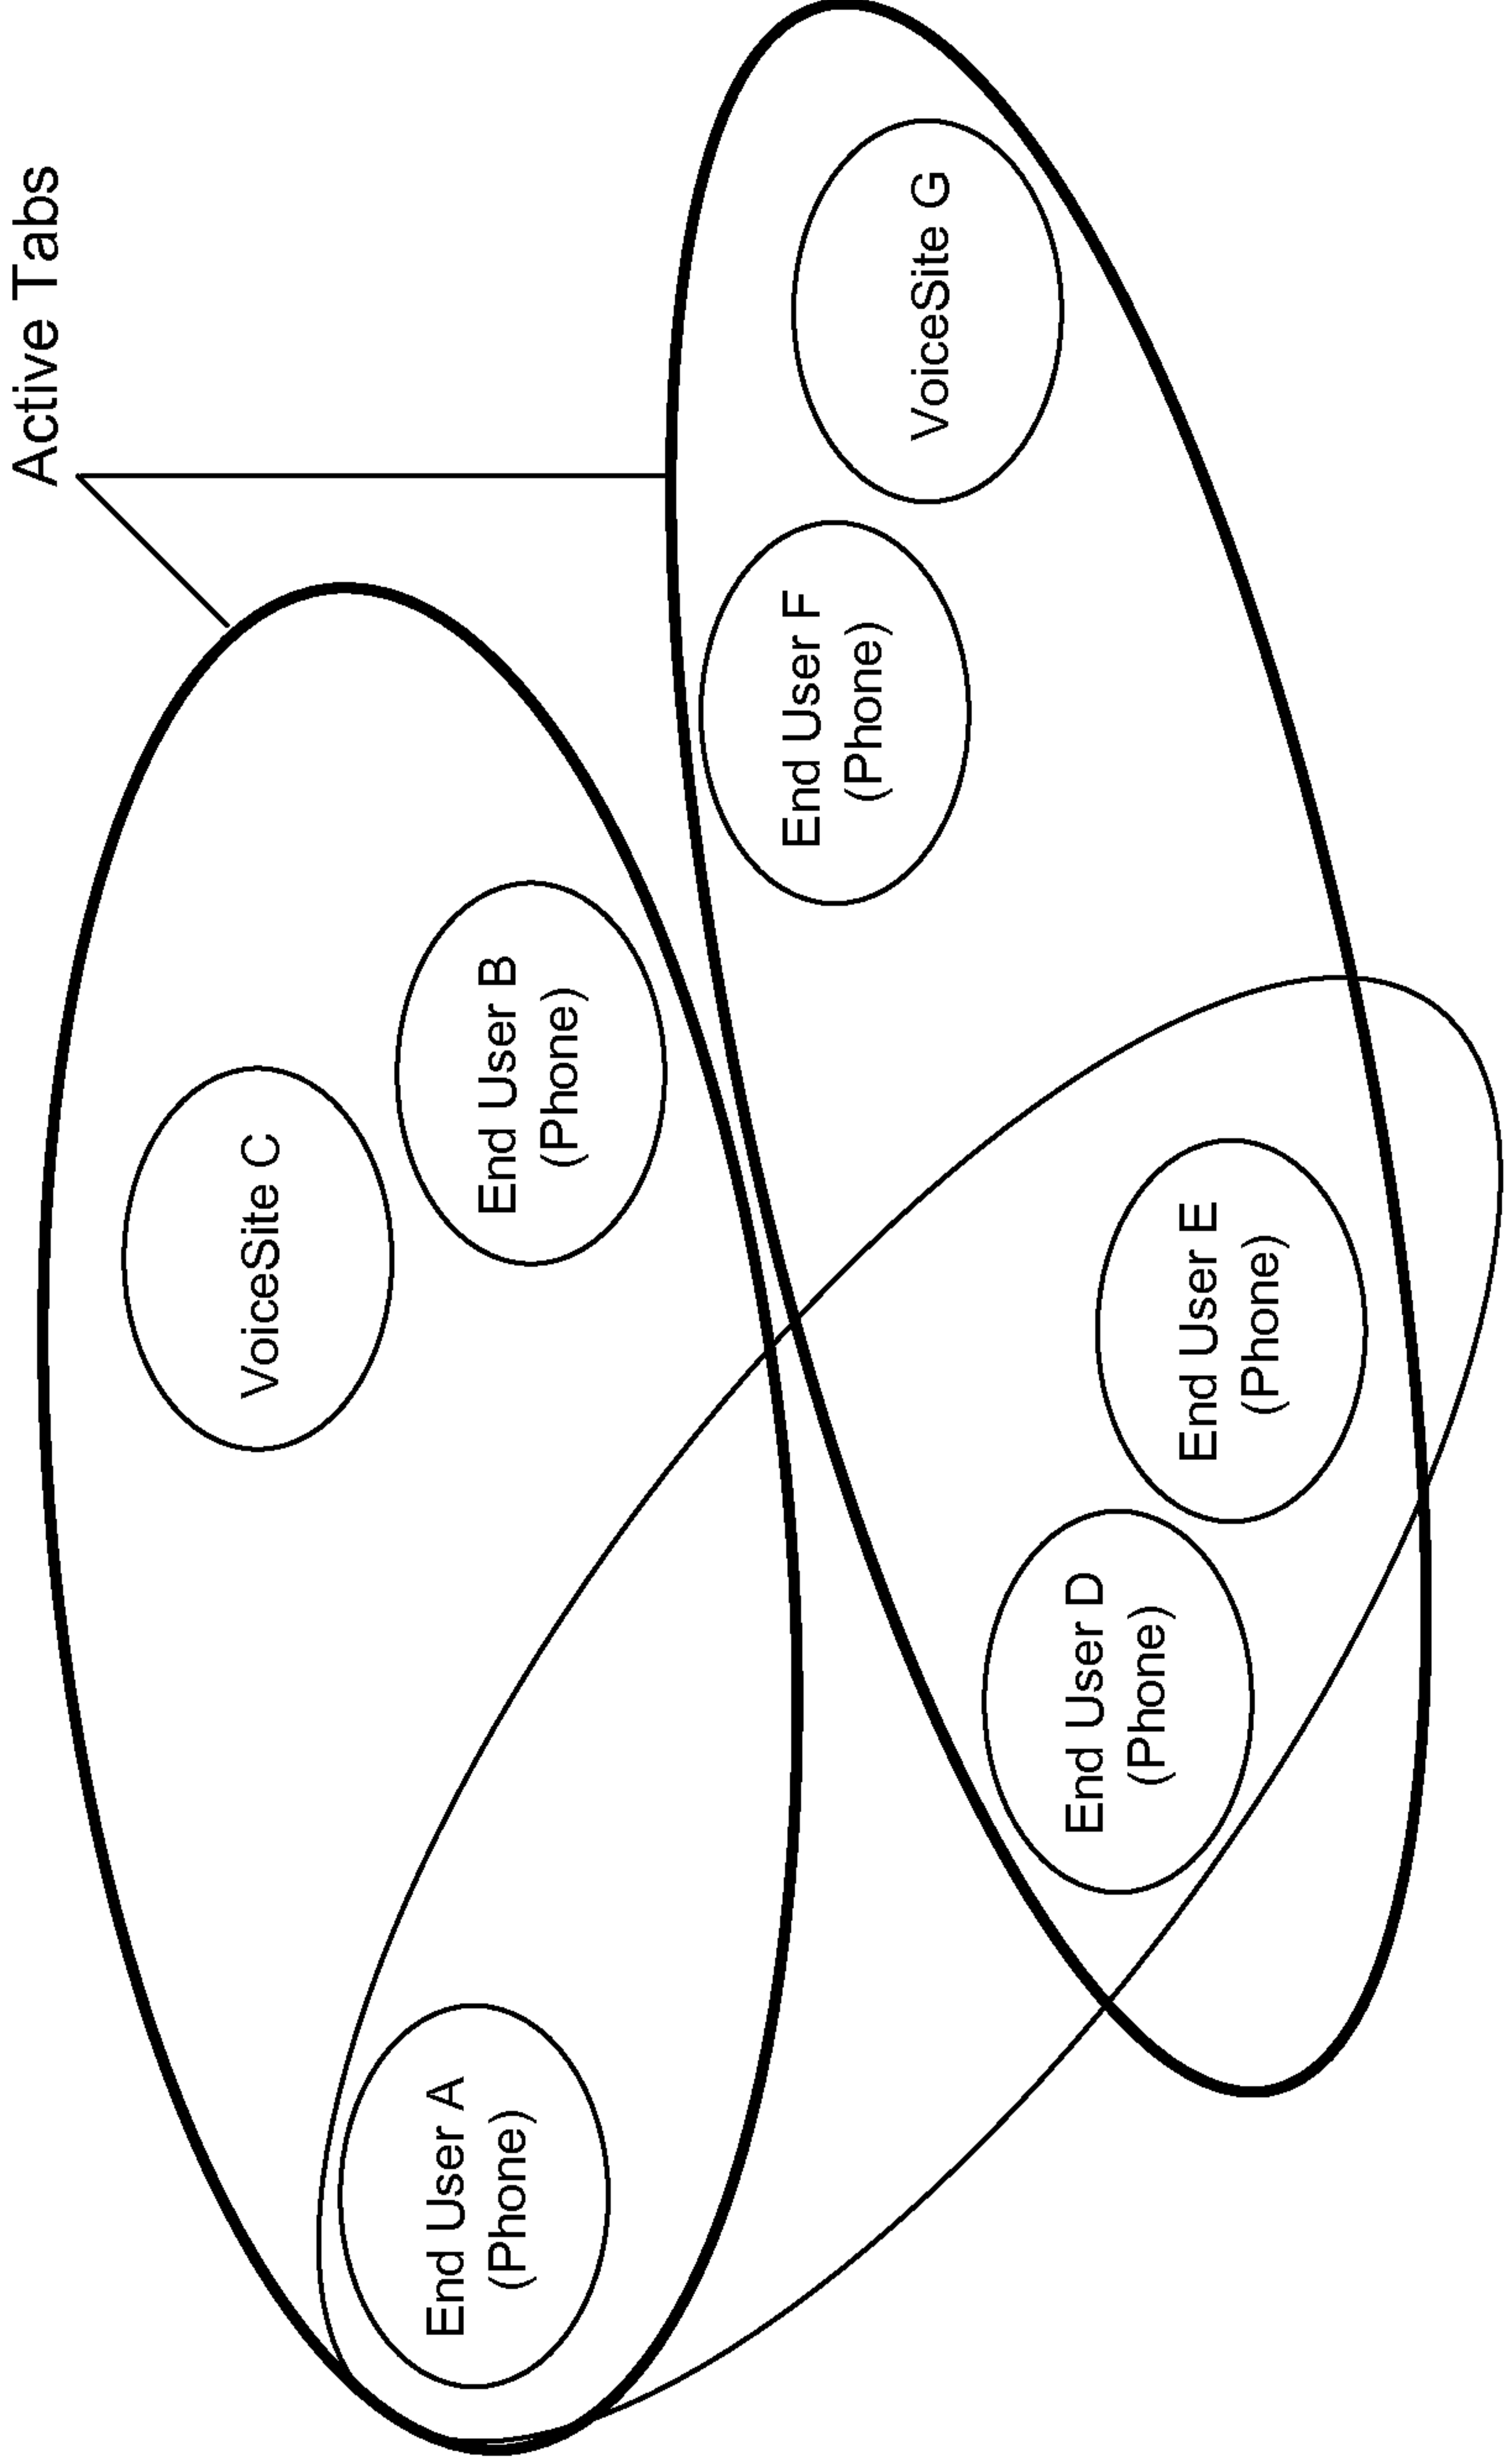 Active Tabs
VoiceSite C
End User A
(Phone)
End User B
(Phone)
End User F
(Phone)
VoiceSite G
End User D
(Phone)
End User E
(Phone)